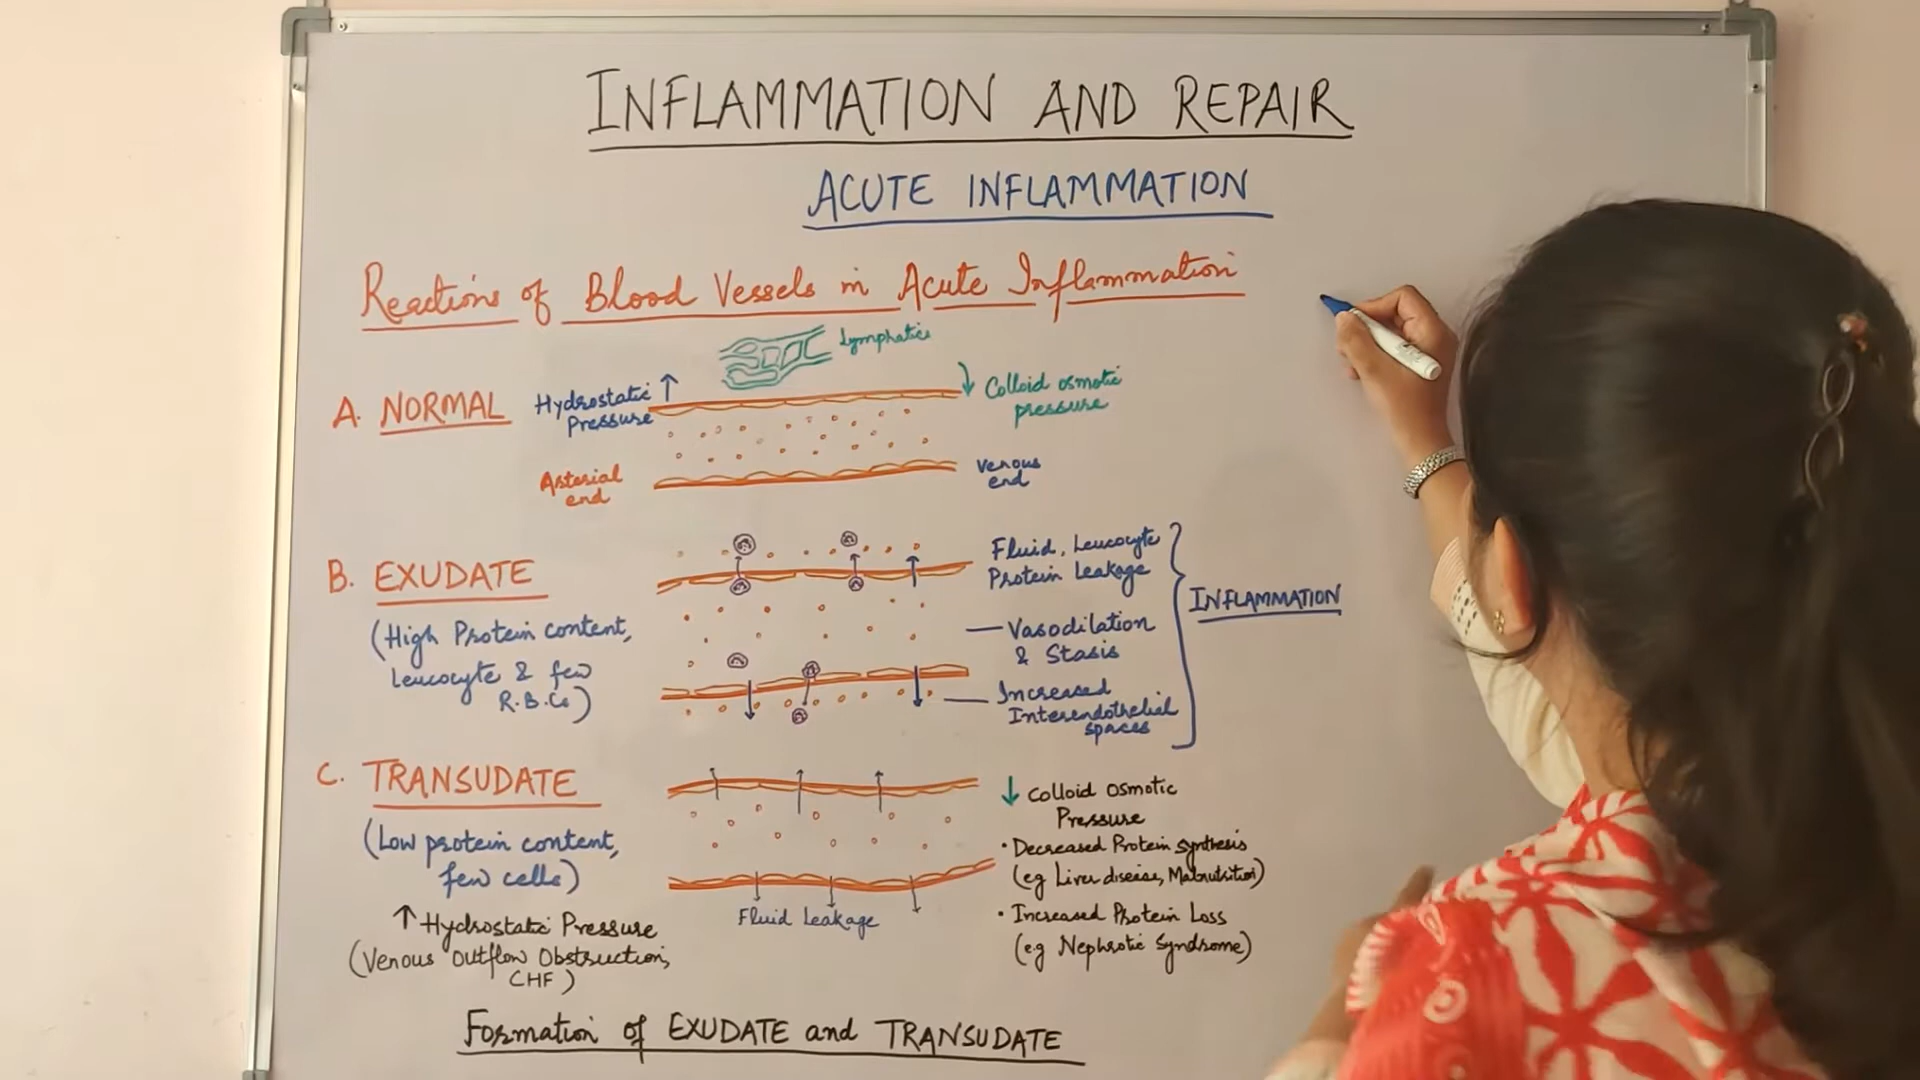 INFLAMMATION AND REPAIR
ACUTE INFLAMMATION
Reactions of Blood Vessels in Acute Inflammation
Lymphatics
A. NORMAL
Hydrostatic ↑
Pressure
↓ Colloid osmotic
pressure
Arterial
end
Venous
end
B. EXUDATE
(High Protein content,
Leucocyte & few
R.B.Cs)
Fluid, Leucocyte
Protein Leakage
— Vasodilation
& Stasis
— Increased
Interendothelial
spaces
INFLAMMATION
C. TRANSUDATE
(Low protein content,
few cells)
↑ Hydrostatic Pressure
(Venous Outflow Obstruction,
CHF)
Fluid Leakage
↓ Colloid Osmotic
Pressure
• Decreased Protein synthesis
(eg Liver disease, Malnutrition)
• Increased Protein Loss
(e.g Nephrotic Syndrome)
Formation of EXUDATE and TRANSUDATE